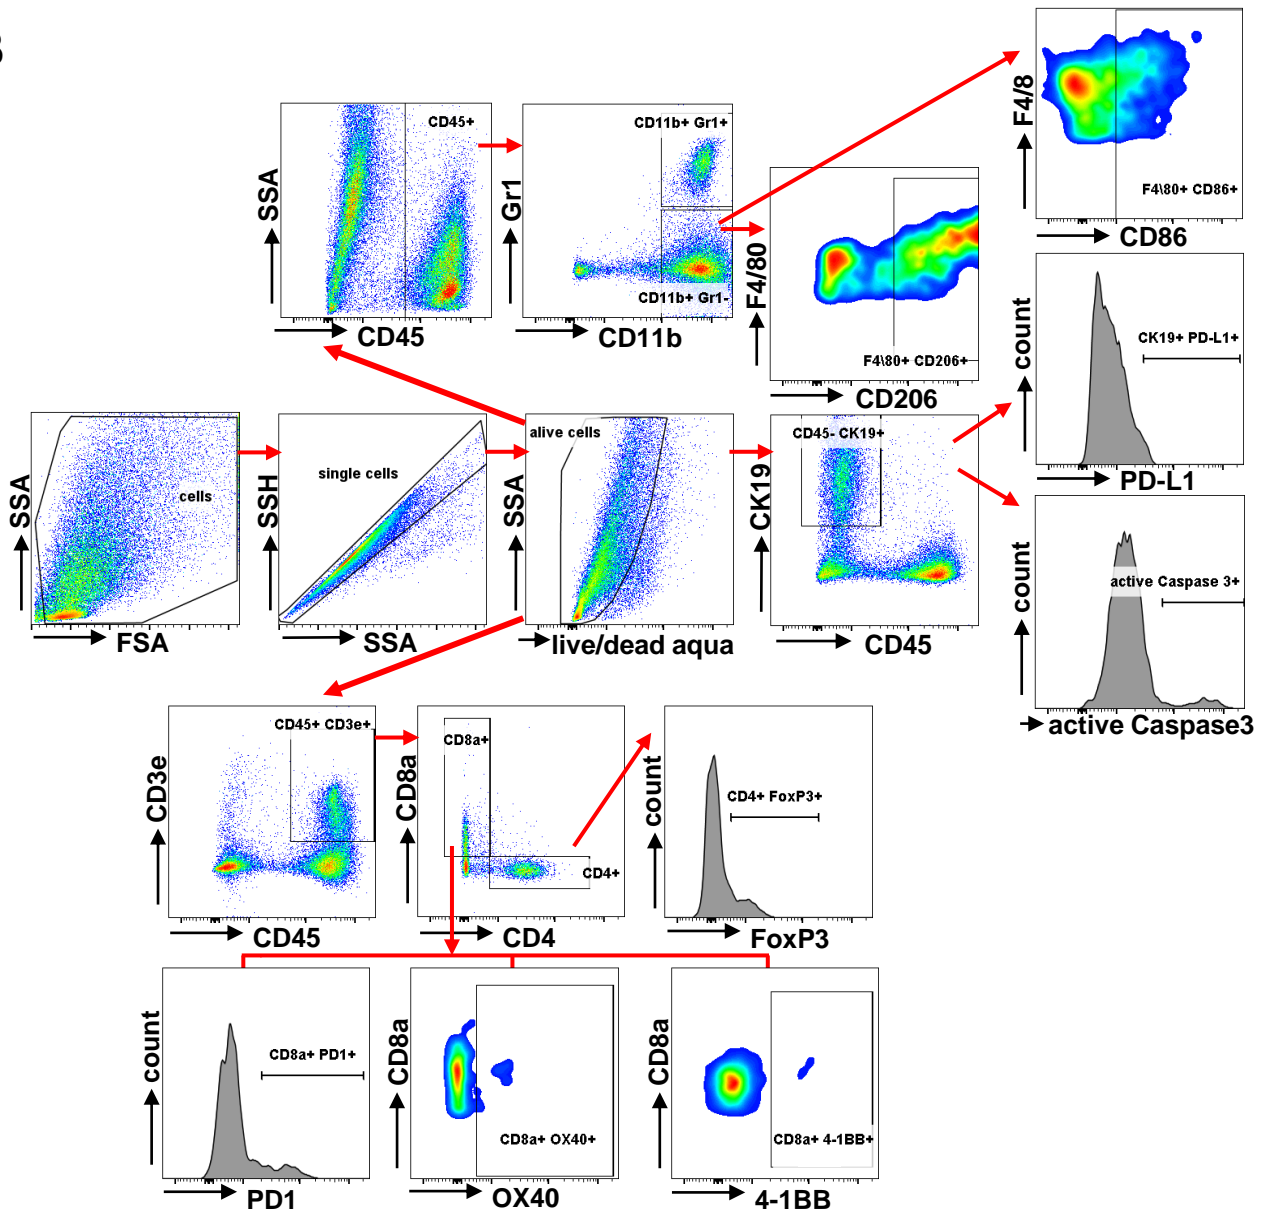 F4/8
F4\80+ CD86+
CD86
SSA
CD45+
CD45
Gr1
CD11b+ Gr1+
CD11b+ Gr1-
CD11b
F4/80
F4\80+ CD206+
CD206
count
CK19+ PD-L1+
PD-L1
SSA
cells
FSA
SSH
single cells
SSA
SSA
alive cells
live/dead aqua
CK19
CD45- CK19+
CD45
count
active Caspase 3+
active Caspase3
CD3e
CD45+ CD3e+
CD45
CD8a
CD8a+
CD4+
CD4
count
CD4+ FoxP3+
FoxP3
count
CD8a+ PD1+
PD1
CD8a
CD8a+ OX40+
OX40
CD8a
CD8a+ 4-1BB+
4-1BB